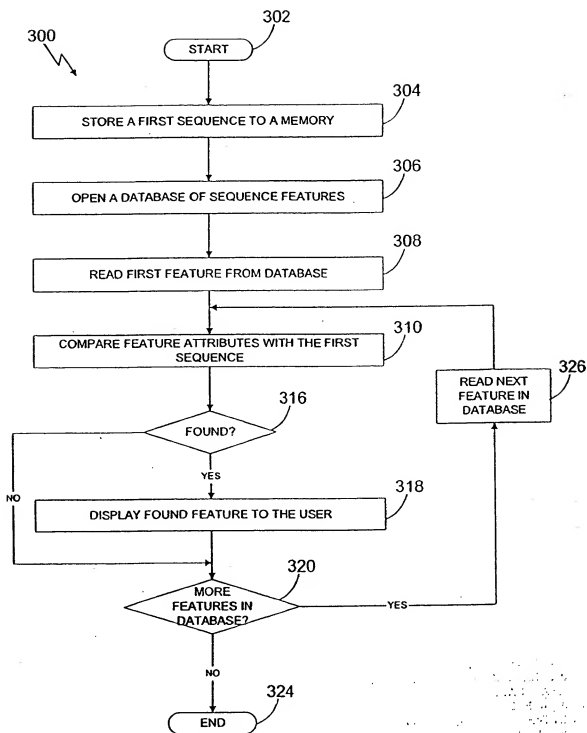 300
302
START
304
STORE A FIRST SEQUENCE TO A MEMORY
306
OPEN A DATABASE OF SEQUENCE FEATURES
308
READ FIRST FEATURE FROM DATABASE
310
COMPARE FEATURE ATTRIBUTES WITH THE FIRST
SEQUENCE
326
READ NEXT
FEATURE IN
DATABASE
316
FOUND?
NO
YES
318
DISPLAY FOUND FEATURE TO THE USER
320
MORE
FEATURES IN
DATABASE?
YES
NO
324
END